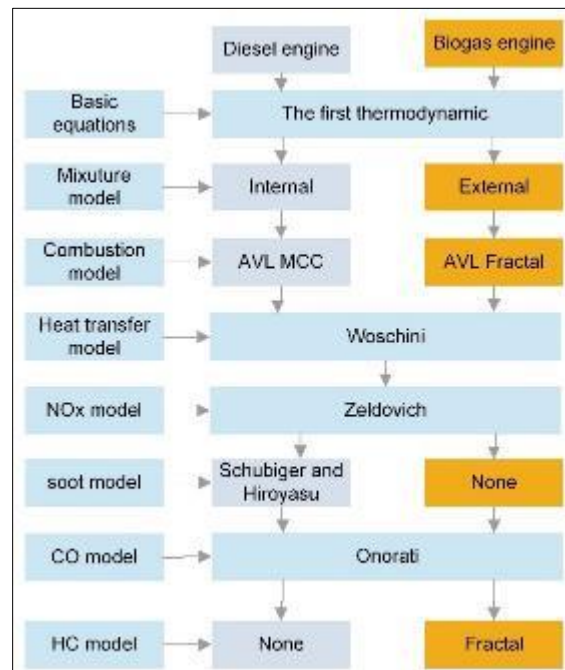 Diesel engine
Biogas engine
Basic
equations
The first thermodynamic
Mixuture
model
Internal
External
Combustion
model
AVL MCC
AVL Fractal
Heat transfer
model
Woschini
NOx model
Zeldovich
soot model
Schubiger and
Hiroyasu
None
CO model
Onorati
HC model
None
Fractal